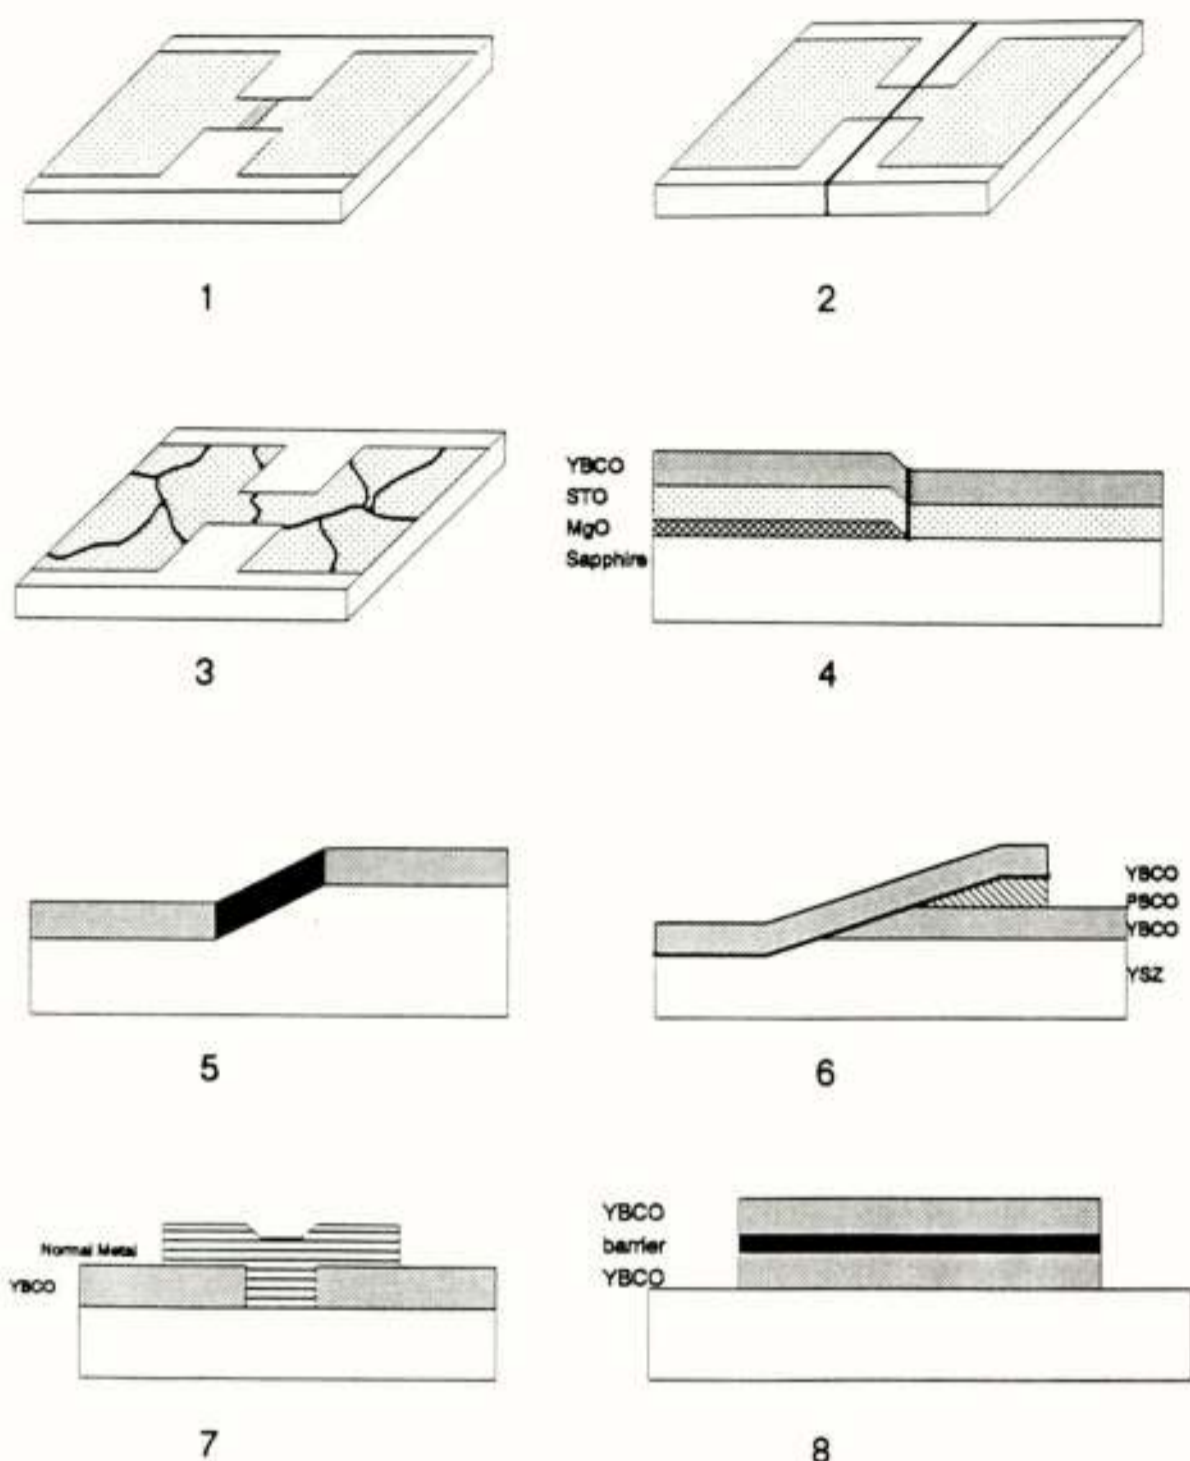 1
2
3
YBCO
STO
MgO
Sapphire
4
5
YBCO
PBCO
YBCO
YSZ
6
Normal Metal
YBCO
7
YBCO
barrier
YBCO
8